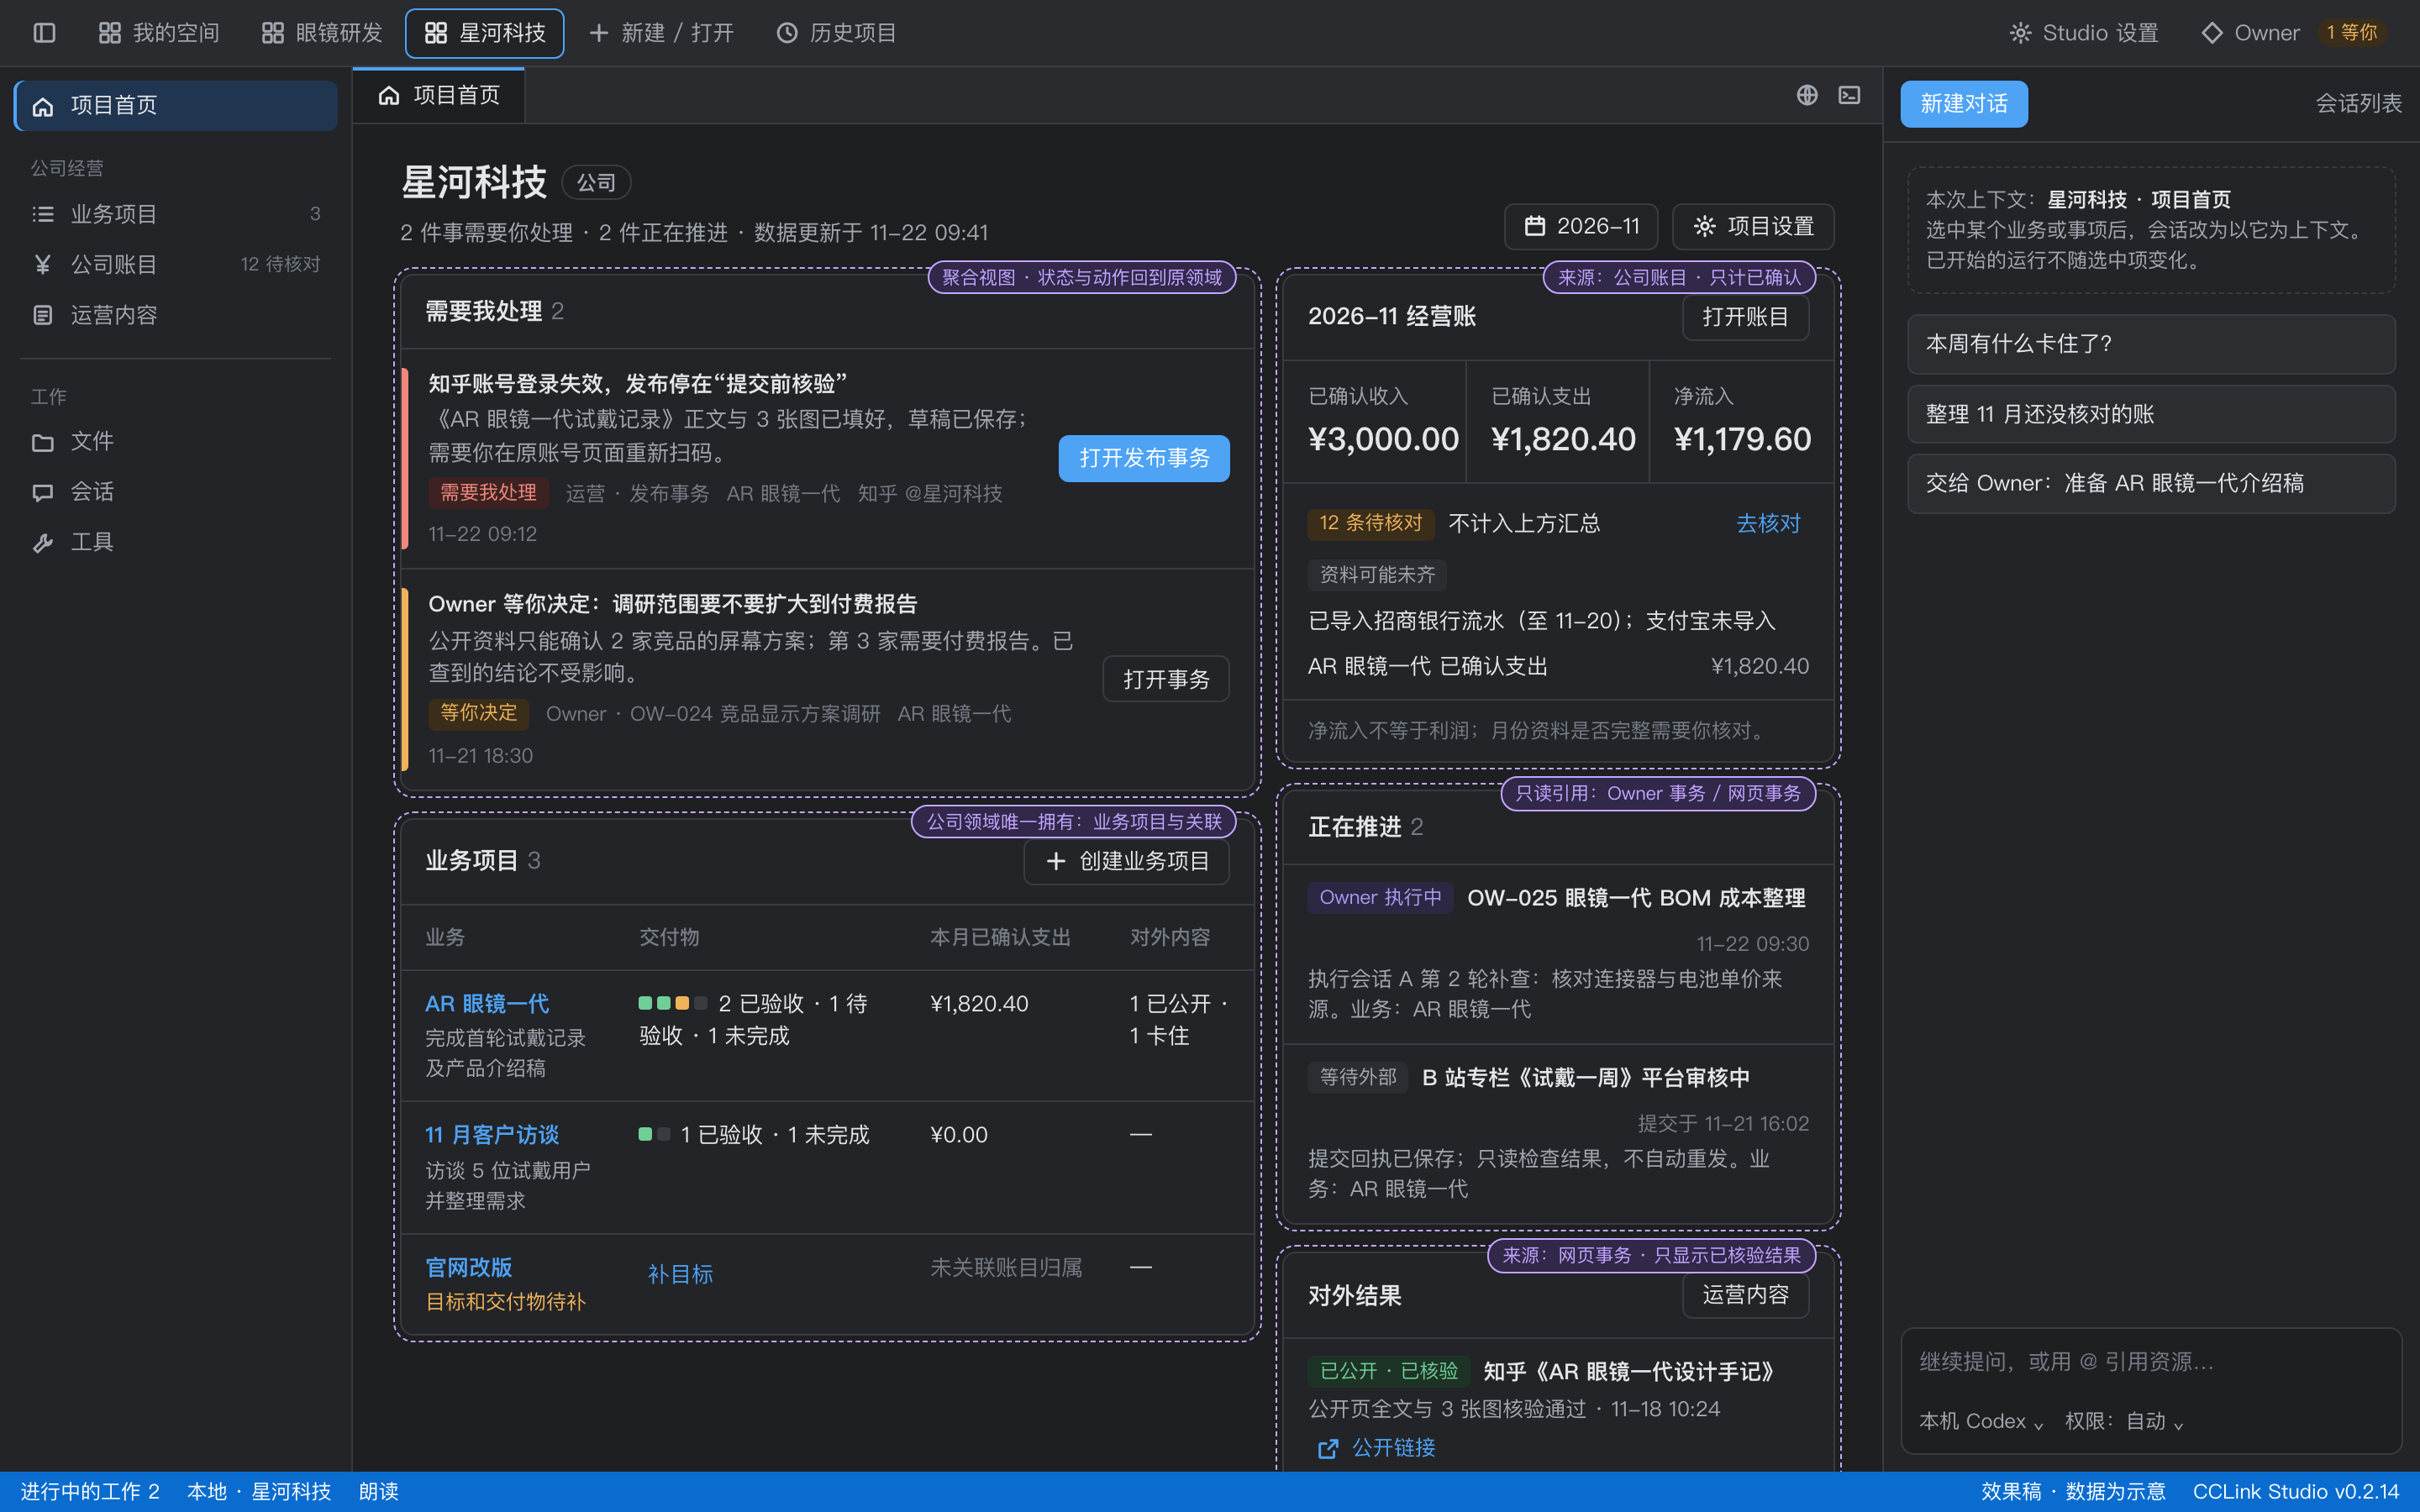 我的空间
眼镜研发
星河科技
新建 / 打开
历史项目
Studio 设置
Owner
1 等你
项目首页
公司经营
业务项目 3
公司账目 12 待核对
运营内容
工作
文件
会话
工具
项目首页
星河科技 公司
2 件事需要你处理 · 2 件正在推进 · 数据更新于 11-22 09:41
2026-11
项目设置
聚合视图 · 状态与动作回到原领域
需要我处理 2
知乎账号登录失效，发布停在“提交前核验”
《AR 眼镜一代试戴记录》正文与 3 张图已填好，草稿已保存；
需要你在原账号页面重新扫码。
打开发布事务
需要我处理 运营 · 发布事务 AR 眼镜一代 知乎 @星河科技
11-22 09:12
Owner 等你决定：调研范围要不要扩大到付费报告
公开资料只能确认 2 家竞品的屏幕方案；第 3 家需要付费报告。已
查到的结论不受影响。
打开事务
等你决定 Owner · OW-024 竞品显示方案调研 AR 眼镜一代
11-21 18:30
公司领域唯一拥有：业务项目与关联
业务项目 3
创建业务项目
业务 交付物 本月已确认支出 对外内容
AR 眼镜一代
完成首轮试戴记录
及产品介绍稿
2 已验收 · 1 待
验收 · 1 未完成
¥1,820.40
1 已公开 ·
1 卡住
11 月客户访谈
访谈 5 位试戴用户
并整理需求
1 已验收 · 1 未完成
¥0.00
—
官网改版
目标和交付物待补
补目标
未关联账目归属
—
来源：公司账目 · 只计已确认
2026-11 经营账
打开账目
已确认收入
¥3,000.00
已确认支出
¥1,820.40
净流入
¥1,179.60
12 条待核对 不计入上方汇总 去核对
资料可能未齐
已导入招商银行流水（至 11-20）；支付宝未导入
AR 眼镜一代 已确认支出 ¥1,820.40
净流入不等于利润；月份资料是否完整需要你核对。
只读引用：Owner 事务 / 网页事务
正在推进 2
Owner 执行中 OW-025 眼镜一代 BOM 成本整理
11-22 09:30
执行会话 A 第 2 轮补查：核对连接器与电池单价来
源。业务：AR 眼镜一代
等待外部 B 站专栏《试戴一周》平台审核中
提交于 11-21 16:02
提交回执已保存；只读检查结果，不自动重发。业
务：AR 眼镜一代
来源：网页事务 · 只显示已核验结果
对外结果
运营内容
已公开 · 已核验 知乎《AR 眼镜一代设计手记》
公开页全文与 3 张图核验通过 · 11-18 10:24
公开链接
新建对话
会话列表
本次上下文：星河科技 · 项目首页
选中某个业务或事项后，会话改为以它为上下文。
已开始的运行不随选中项变化。
本周有什么卡住了？
整理 11 月还没核对的账
交给 Owner：准备 AR 眼镜一代介绍稿
继续提问，或用 @ 引用资源…
本机 Codex 权限：自动
进行中的工作 2
本地 · 星河科技
朗读
效果稿 · 数据为示意
CCLink Studio v0.2.14